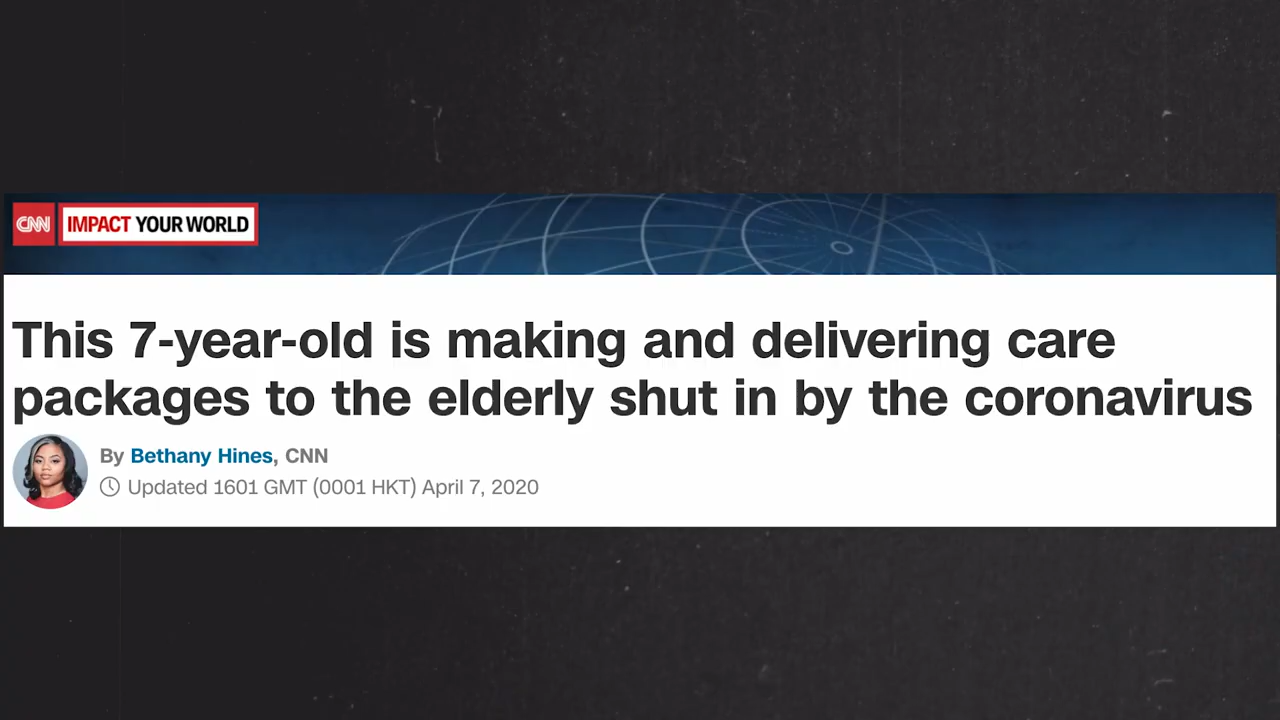 CNN IMPACT YOUR WORLD
This 7-year-old is making and delivering care
packages to the elderly shut in by the coronavirus
By Bethany Hines, CNN
Updated 1601 GMT (0001 HKT) April 7, 2020